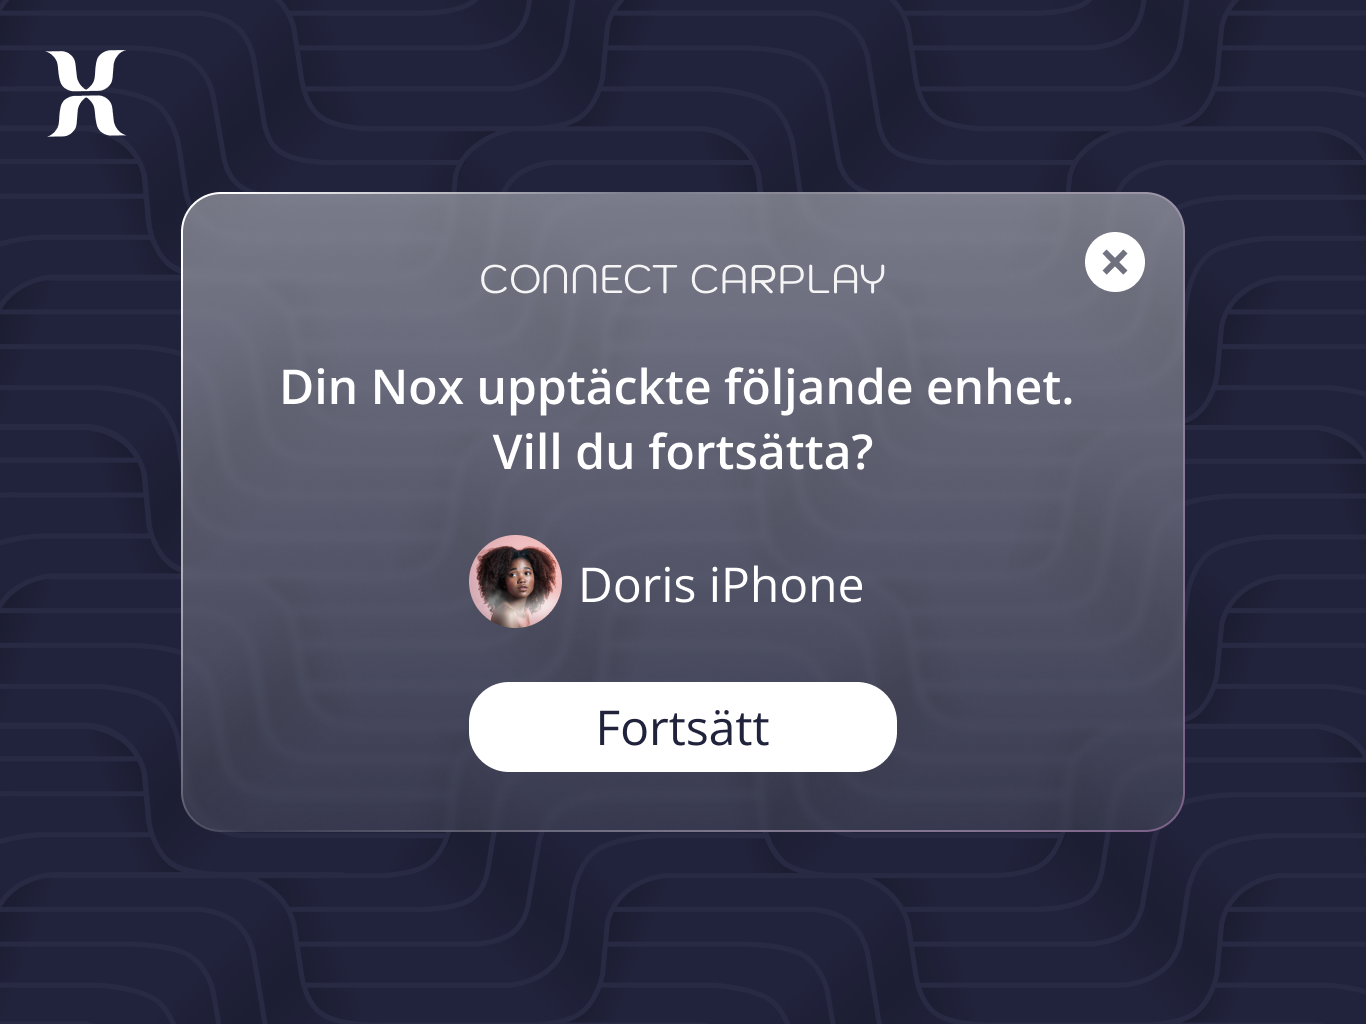 CONNECT CARPLAY
Din Nox upptäckte följande enhet.
Vill du fortsätta?
Doris iPhone
Fortsätt